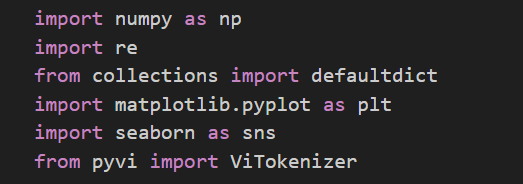 import numpy as np
import re
from collections import defaultdict
import matplotlib.pyplot as plt
import seaborn as sns
from pyvi import ViTokenizer